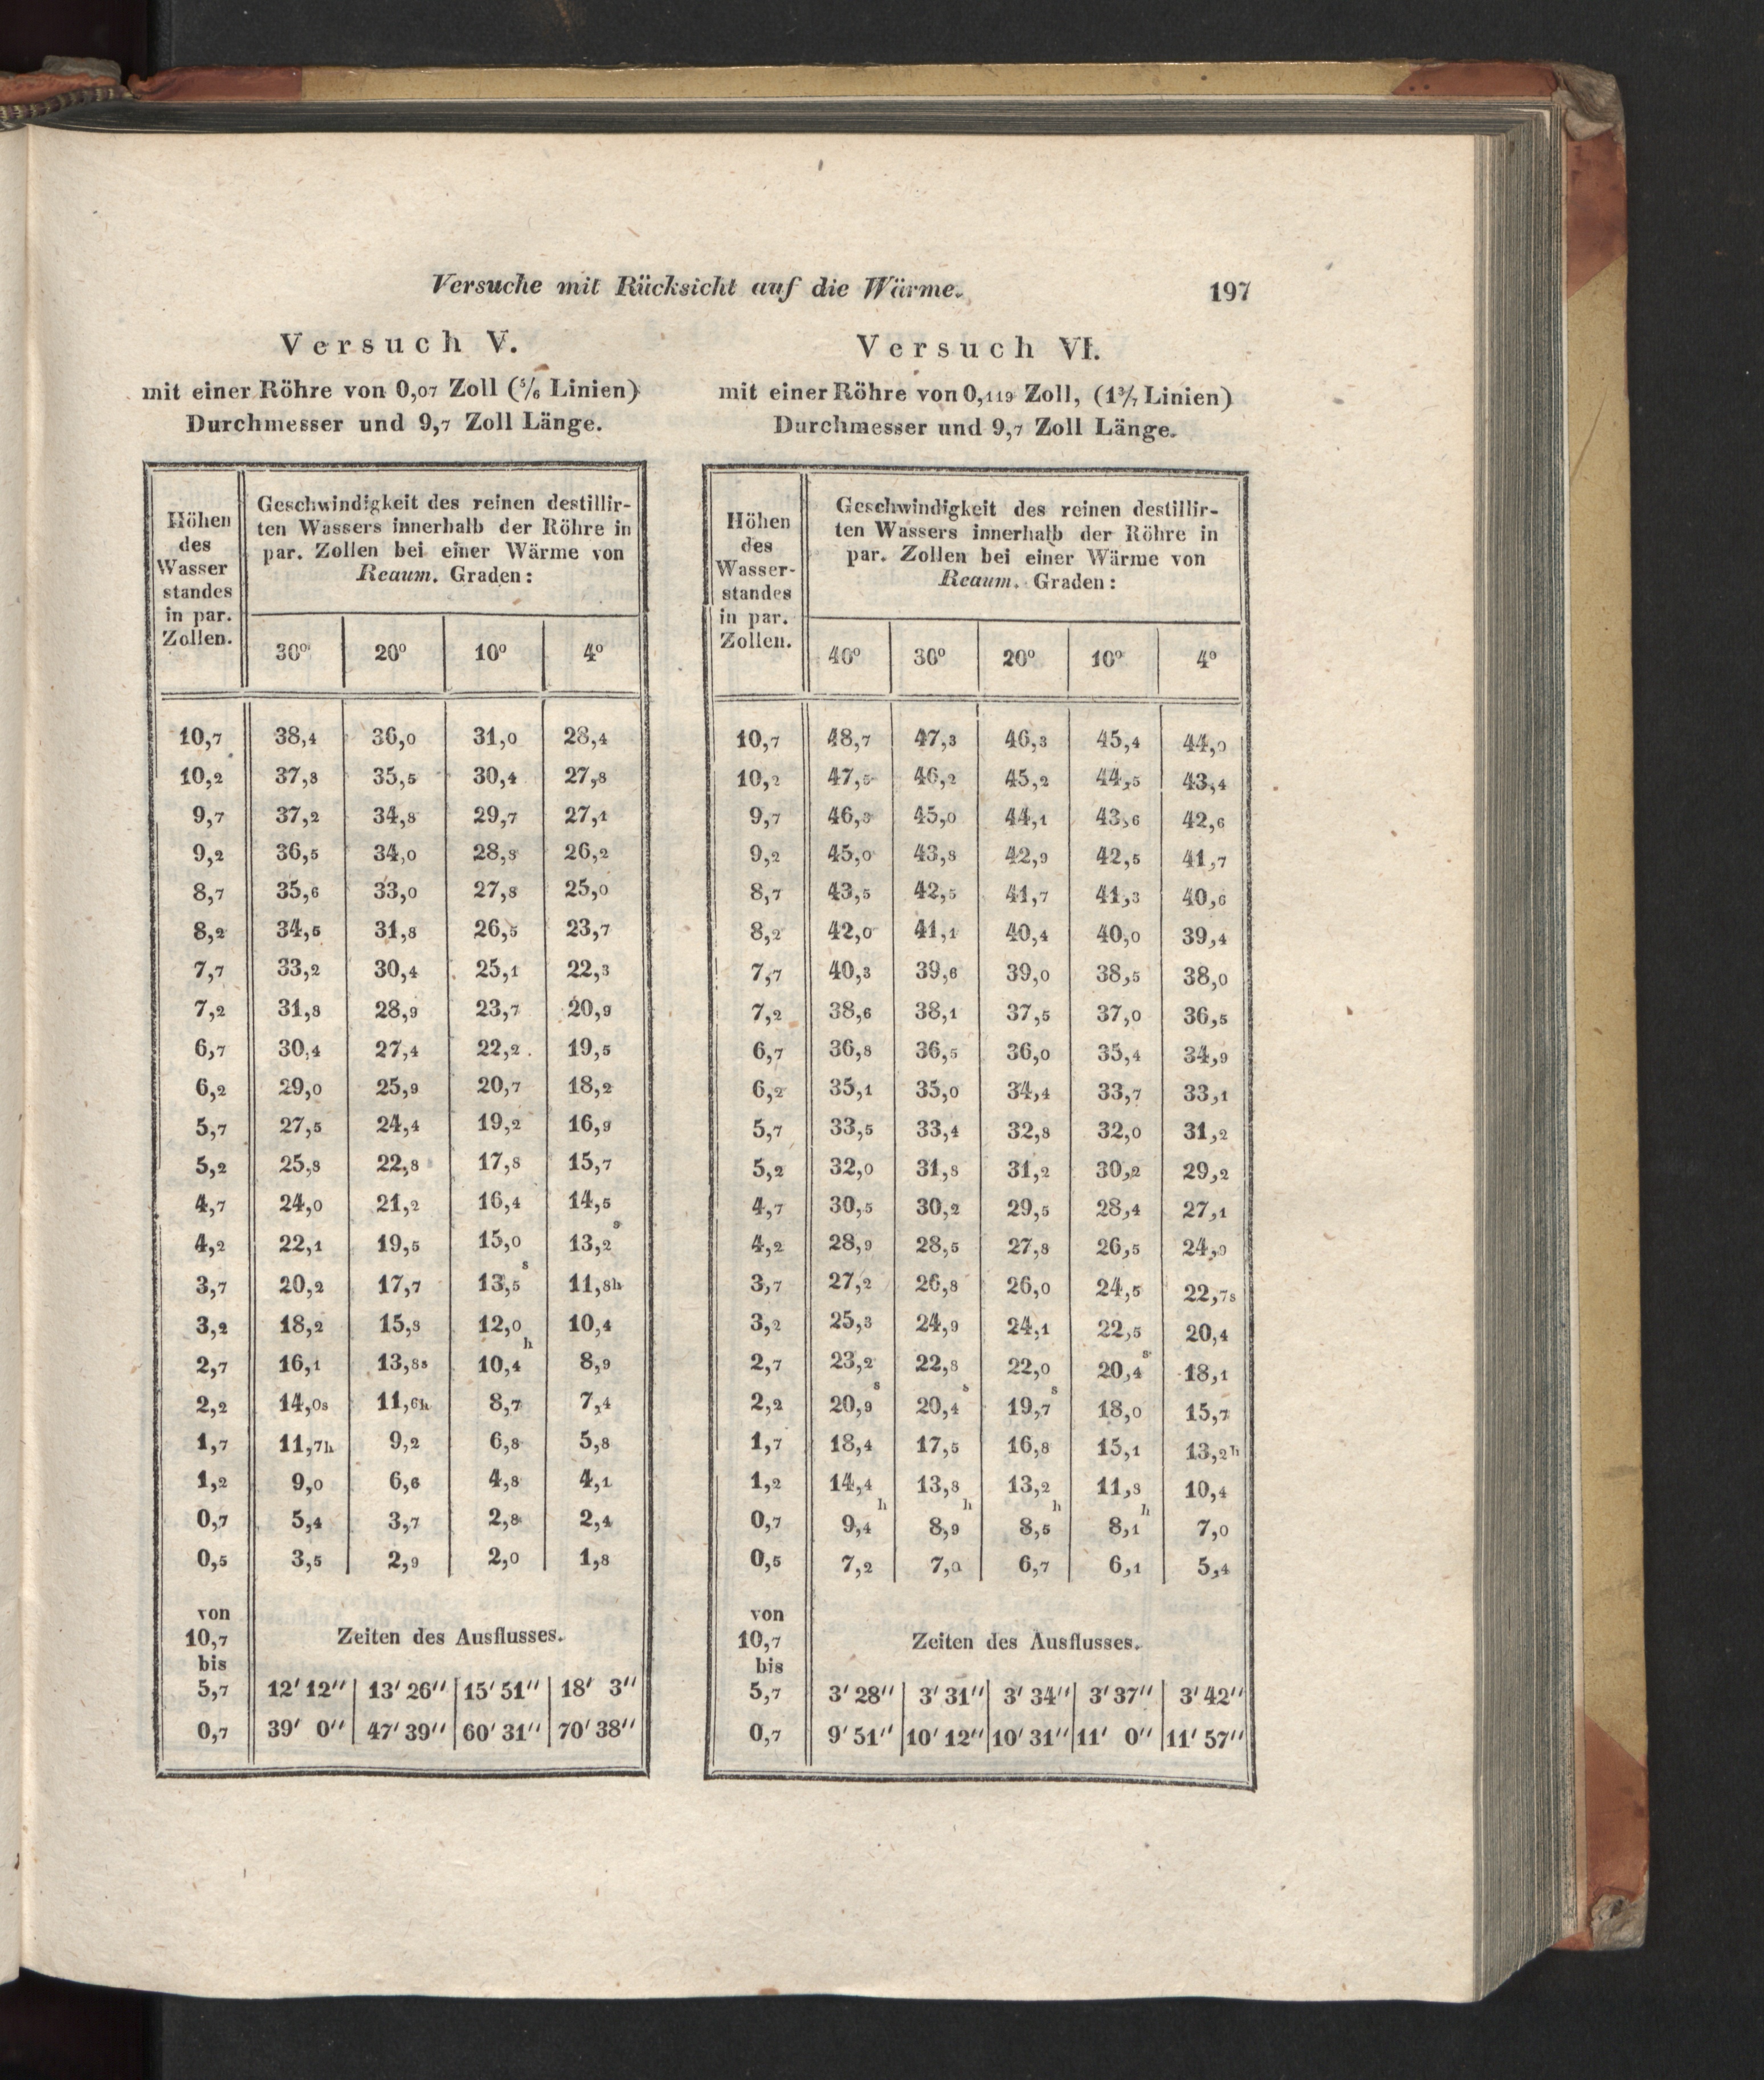 Versuche mit Rücksicht auf die Wärme. 197
Versuch V.
mit einer Röhre von 0,07 Zoll (5/6 Linien)
Durchmesser und 9,7 Zoll Länge.
Höhen
des
Wasser
standes
in par.
Zollen.
Geschwindigkeit des reinen destillir-
ten Wassers innerhalb der Röhre in
par. Zollen bei einer Wärme von
Reaum. Graden:
30° 20° 10° 4°
10,7 38,4 36,0 31,0 28,4
10,2 37,8 35,5 30,4 27,8
9,7 37,2 34,8 29,7 27,1
9,2 36,5 34,0 28,8 26,2
8,7 35,6 33,0 27,8 25,0
8,2 34,5 31,8 26,5 23,7
7,7 33,2 30,4 25,1 22,3
7,2 31,8 28,9 23,7 20,9
6,7 30,4 27,4 22,2 19,5
6,2 29,0 25,9 20,7 18,2
5,7 27,5 24,4 19,2 16,9
5,2 25,8 22,8 17,8 15,7
4,7 24,0 21,2 16,4 14,5
4,2 22,1 19,5 15,0 13,2s
3,7 20,2 17,7 13,5s 11,8h
3,2 18,2 15,8 12,0 10,4
2,7 16,1 13,8s 10,4h 8,9
2,2 14,0s 11,6h 8,7 7,4
1,7 11,7h 9,2 6,8 5,8
1,2 9,0 6,6 4,8 4,1
0,7 5,4 3,7 2,8 2,4
0,5 3,5 2,9 2,0 1,8
von
10,7 Zeiten des Ausflusses.
bis
5,7 12′ 12″ 13′ 26″ 15′ 51″ 18′ 3″
0,7 39′ 0″ 47′ 39″ 60′ 31″ 70′ 38″
Versuch VI.
mit einer Röhre von 0,119 Zoll, (1 3/7 Linien)
Durchmesser und 9,7 Zoll Länge.
Höhen
des
Wasser-
standes
in par.
Zollen.
Geschwindigkeit des reinen destillir-
ten Wassers innerhalb der Röhre in
par. Zollen bei einer Wärme von
Reaum. Graden:
40° 30° 20° 10° 4°
10,7 48,7 47,3 46,3 45,4 44,0
10,2 47,5 46,2 45,2 44,5 43,4
9,7 46,3 45,0 44,1 43,6 42,6
9,2 45,0 43,8 42,9 42,5 41,7
8,7 43,5 42,5 41,7 41,3 40,6
8,2 42,0 41,1 40,4 40,0 39,4
7,7 40,3 39,6 39,0 38,5 38,0
7,2 38,6 38,1 37,5 37,0 36,5
6,7 36,8 36,5 36,0 35,4 34,9
6,2 35,1 35,0 34,4 33,7 33,1
5,7 33,5 33,4 32,8 32,0 31,2
5,2 32,0 31,8 31,2 30,2 29,2
4,7 30,5 30,2 29,5 28,4 27,1
4,2 28,9 28,5 27,8 26,5 24,9
3,7 27,2 26,8 26,0 24,5 22,7s
3,2 25,3 24,9 24,1 22,5 20,4
2,7 23,2 22,8 22,0 20,4s 18,1
2,2 20,9s 20,4s 19,7s 18,0 15,7
1,7 18,4 17,5 16,8 15,1 13,2h
1,2 14,4 13,8 13,2 11,8 10,4
0,7 9,4h 8,9h 8,5h 8,1h 7,0
0,5 7,2 7,0 6,7 6,1 5,4
von
10,7 Zeiten des Ausflusses.
bis
5,7 3′ 28″ 3′ 31″ 3′ 34″ 3′ 37″ 3′ 42″
0,7 9′ 51″ 10′ 12″ 10′ 31″ 11′ 0″ 11′ 57″